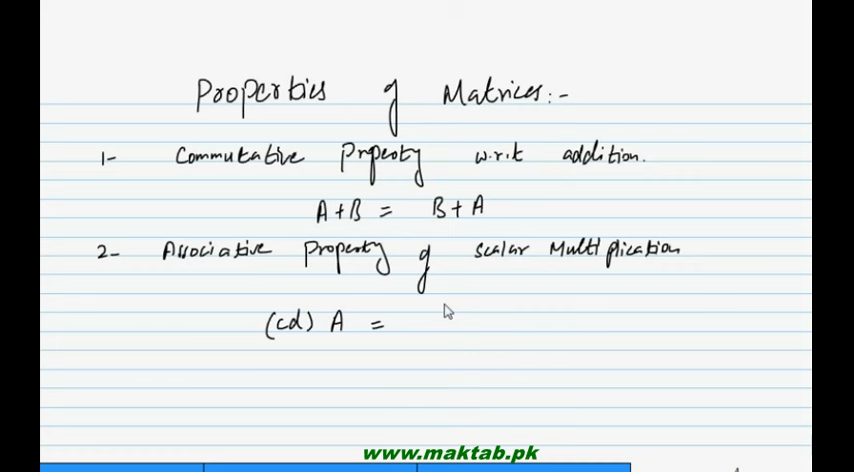 Properties of Matrices:-
1- Commutative Property w.r.t addition.
A+B = B+A
2- Associative Property of scalar Multiplication
(cd) A =
www.maktab.pk